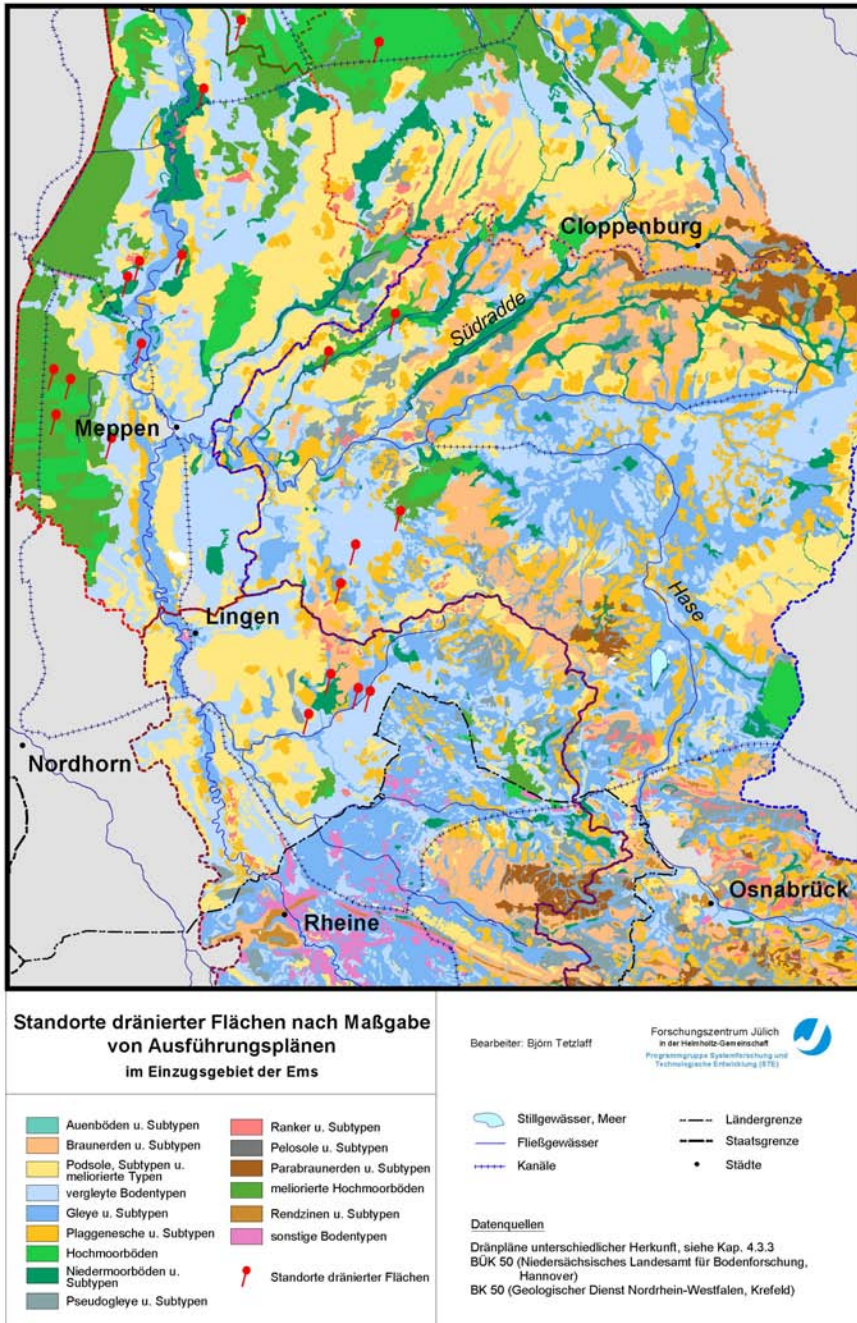 Cloppenburg
Südradde
Meppen
Hase
Lingen
Nordhorn
Osnabrück
Rheine
Standorte dränierter Flächen nach Maßgabe
von Ausführungsplänen
im Einzugsgebiet der Ems
Bearbeiter: Björn Tetzlaff
Forschungszentrum Jülich
in der Helmholtz-Gemeinschaft
Programmgruppe Systemforschung und
Technologische Entwicklung (STE)
Auenböden u. Subtypen
Braunerden u. Subtypen
Podsole, Subtypen u.
meliorierte Typen
vergleyte Bodentypen
Gleye u. Subtypen
Plaggenesche u. Subtypen
Hochmoorböden
Niedermoorböden u.
Subtypen
Pseudogleye u. Subtypen
Ranker u. Subtypen
Pelosole u. Subtypen
Parabraunerden u. Subtypen
meliorierte Hochmoorböden
Rendzinen u. Subtypen
sonstige Bodentypen
Standorte dränierter Flächen
Stillgewässer, Meer
Fließgewässer
Kanäle
Ländergrenze
Staatsgrenze
Städte
Datenquellen
Dränpläne unterschiedlicher Herkunft, siehe Kap. 4.3.3
BÜK 50 (Niedersächsisches Landesamt für Bodenforschung,
Hannover)
BK 50 (Geologischer Dienst Nordrhein-Westfalen, Krefeld)